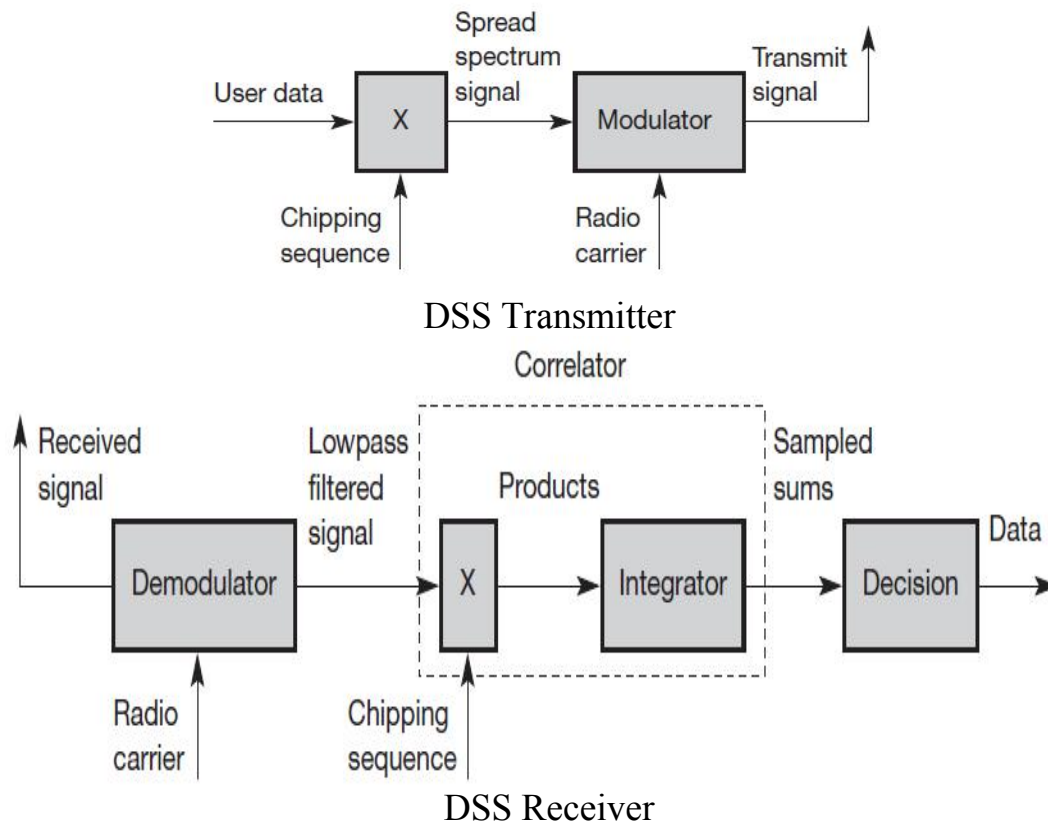 Spread
spectrum
signal
User data
X
Modulator
Transmit
signal
Chipping
sequence
Radio
carrier
DSS Transmitter
Correlator
Received
signal
Lowpass
filtered
signal
Products
Sampled
sums
Data
Demodulator
X
Integrator
Decision
Radio
carrier
Chipping
sequence
DSS Receiver